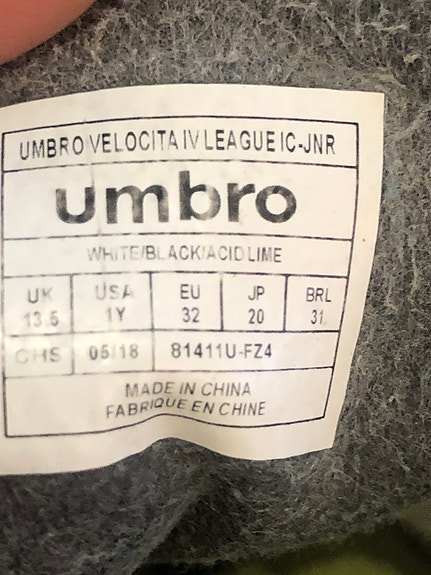 UMBRO VELOCITA IV LEAGUE IC-JNR
umbro
WHITE/BLACK/ACID LIME
UK USA EU JP BRL
13.5 1Y 32 20 31
CHS 05/18 81411U-FZ4
MADE IN CHINA
FABRIQUE EN CHINE